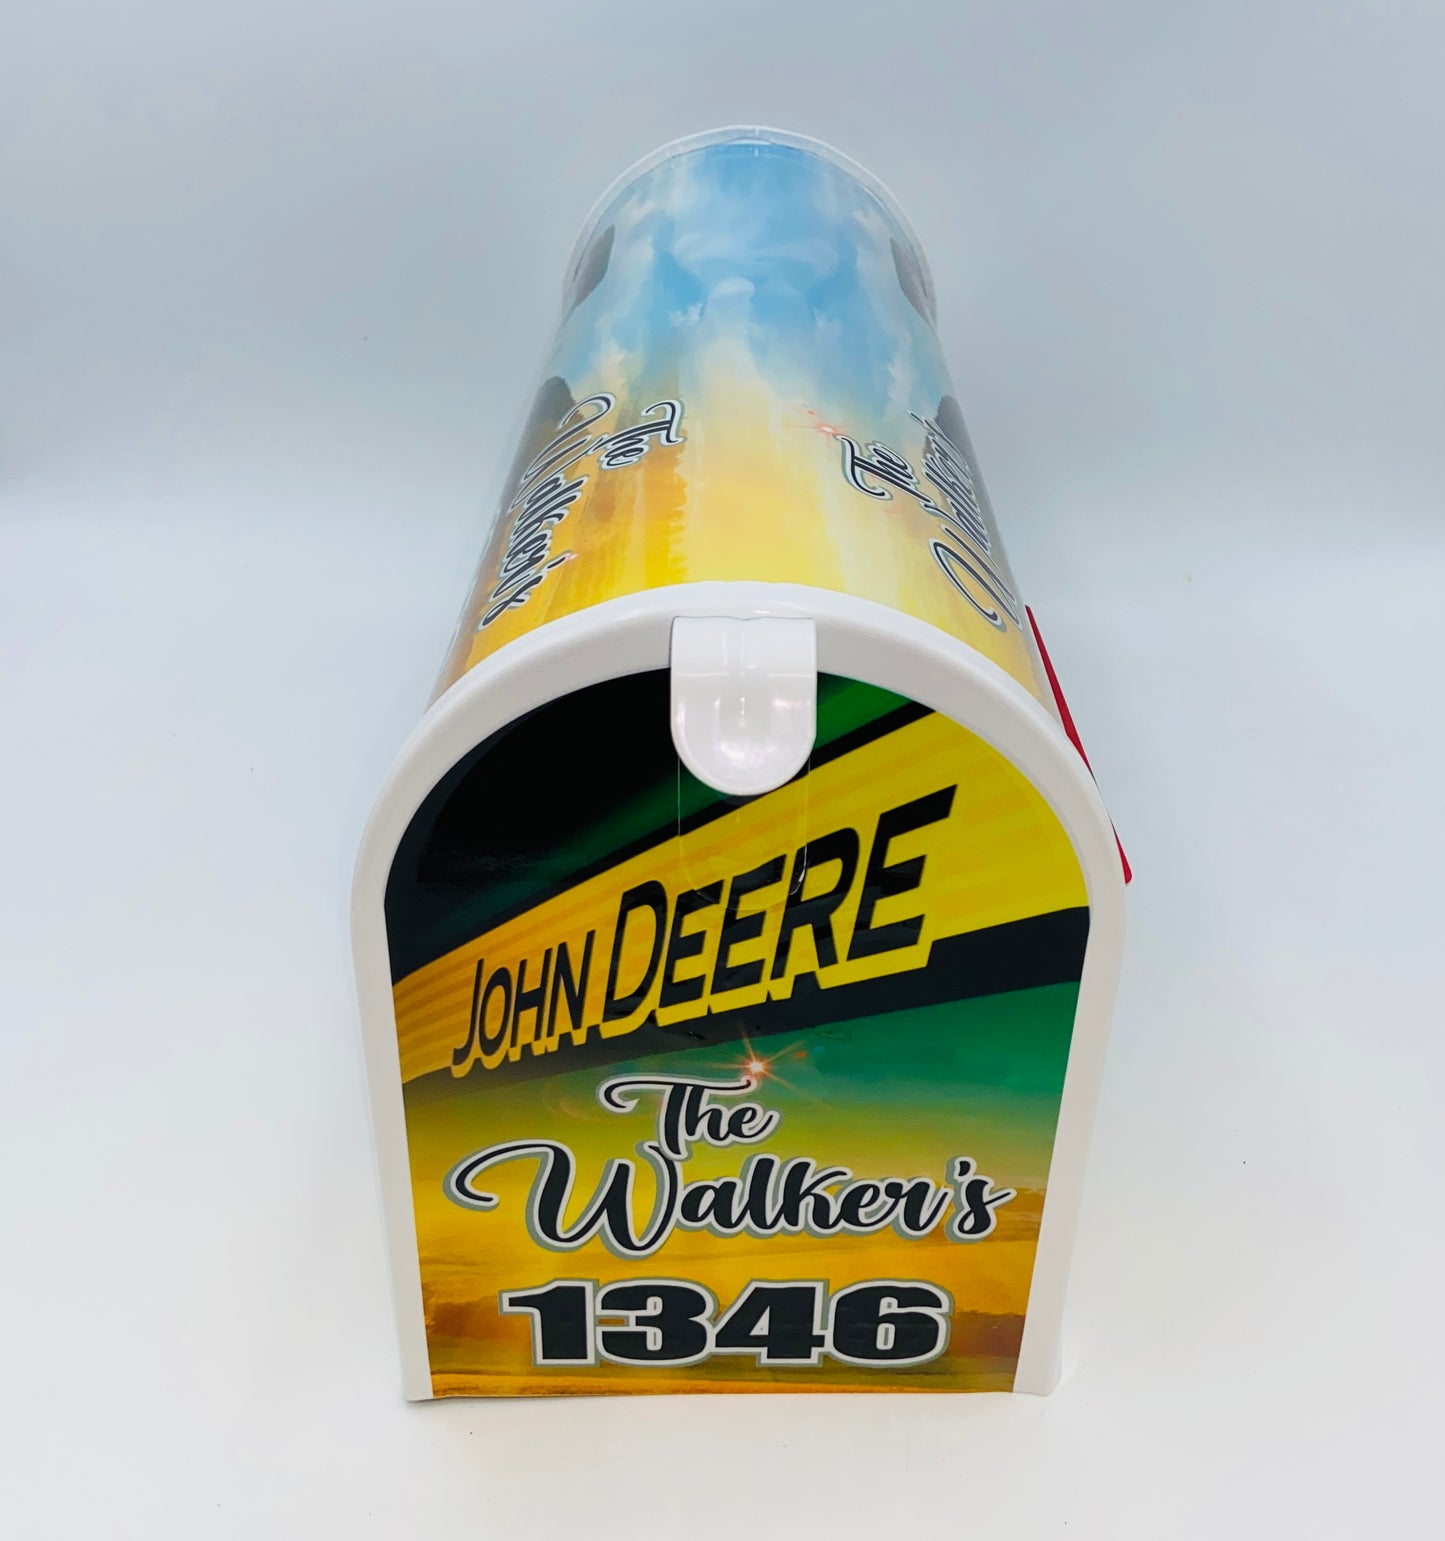 The
Walker's
The
Walker's
JOHN DEERE
The
Walker's
1346